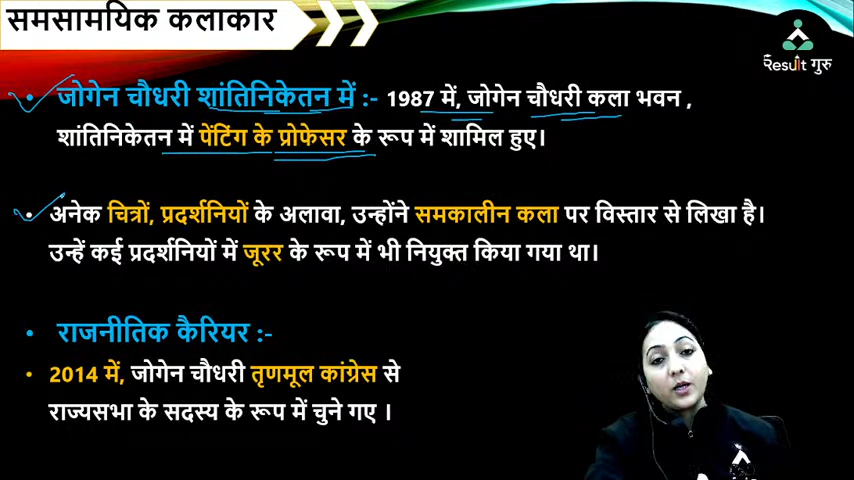 समसामयिक कलाकार
Result गुरु
• जोगेन चौधरी शांतिनिकेतन में :- 1987 में, जोगेन चौधरी कला भवन ,
शांतिनिकेतन में पेंटिंग के प्रोफेसर के रूप में शामिल हुए।
• अनेक चित्रों, प्रदर्शनियों के अलावा, उन्होंने समकालीन कला पर विस्तार से लिखा है।
उन्हें कई प्रदर्शनियों में जूरर के रूप में भी नियुक्त किया गया था।
• राजनीतिक कैरियर :-
• 2014 में, जोगेन चौधरी तृणमूल कांग्रेस से
राज्यसभा के सदस्य के रूप में चुने गए ।